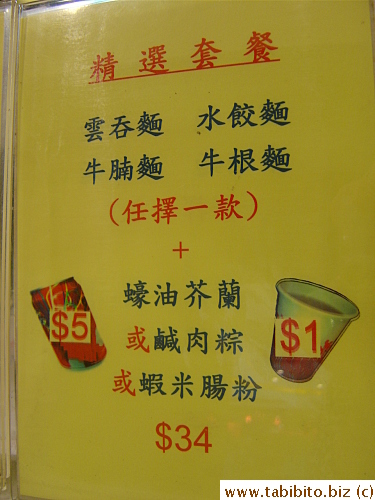 精選套餐
雲吞麵 水餃麵
牛腩麵 牛根麵
(任擇一款)
+
蠔油芥蘭
$5
或鹹肉粽
$1
或蝦米腸粉
$34
www.tabibito.biz (c)